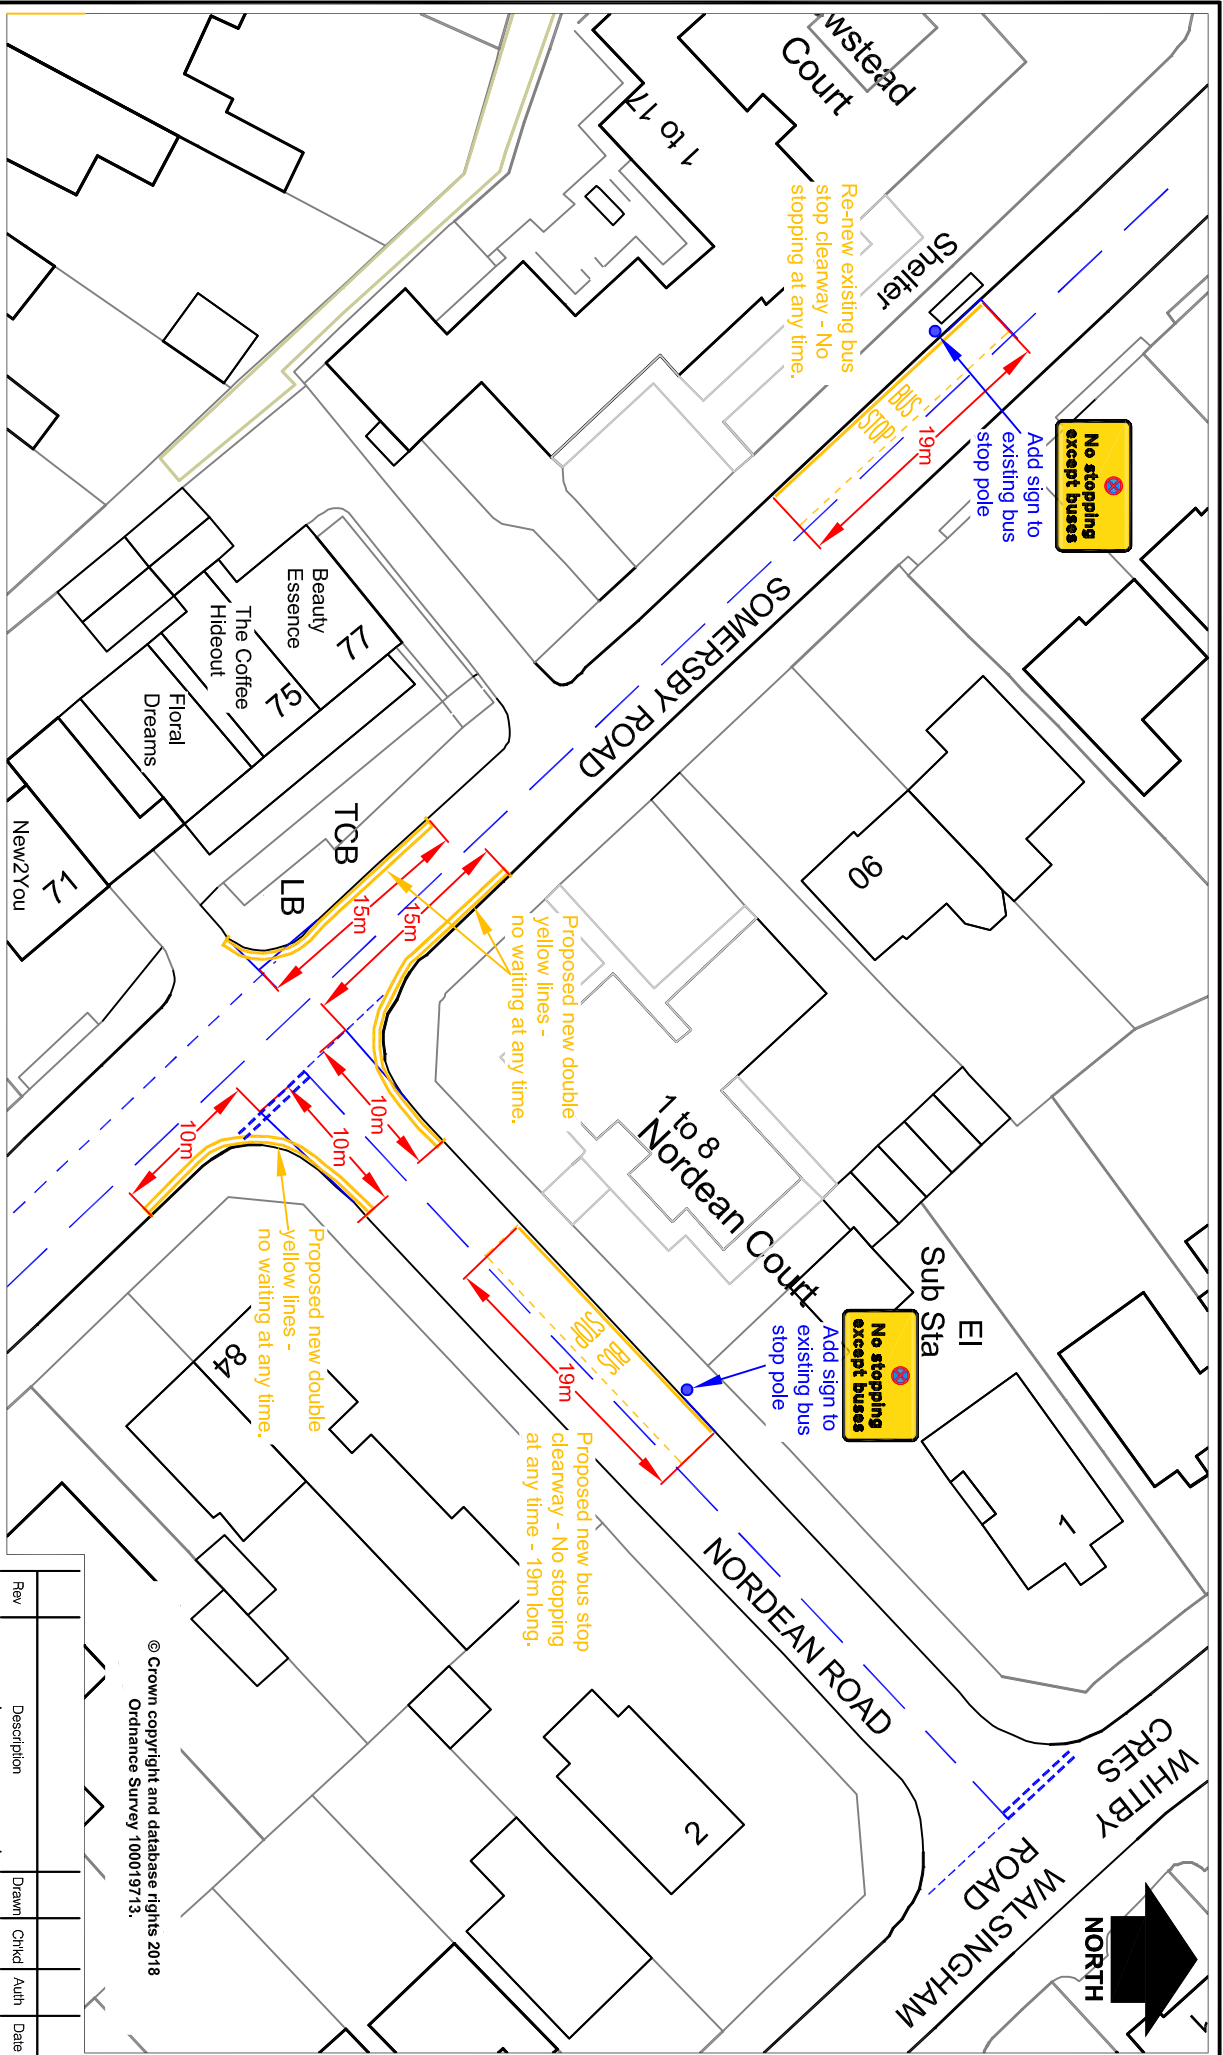 wstead
Court
1 to 17
Re-new existing bus
stop clearway - No
stopping at any time.
Shelter
No stopping
except buses
Add sign to
existing bus
stop pole
BUS
STOP
19m
SOMERSBY ROAD
Beauty
Essence
77
The Coffee
Hideout
75
Floral
Dreams
New2You
71
TCB
LB
90
15m
15m
Proposed new double
yellow lines -
no waiting at any time.
10m
10m
10m
1 to 8
Nordean Court
El
Sub Sta
No stopping
except buses
Add sign to
existing bus
stop pole
BUS
STOP
19m
Proposed new double
yellow lines -
no waiting at any time.
84
Proposed new bus stop
clearway - No stopping
at any time - 19m long.
1
NORDEAN ROAD
2
WHITBY
CRES
WALSINGHAM
ROAD
NORTH
1
© Crown copyright and database rights 2018
Ordnance Survey 100019713.
Rev
Description
Drawn
Ch'kd
Auth
Date